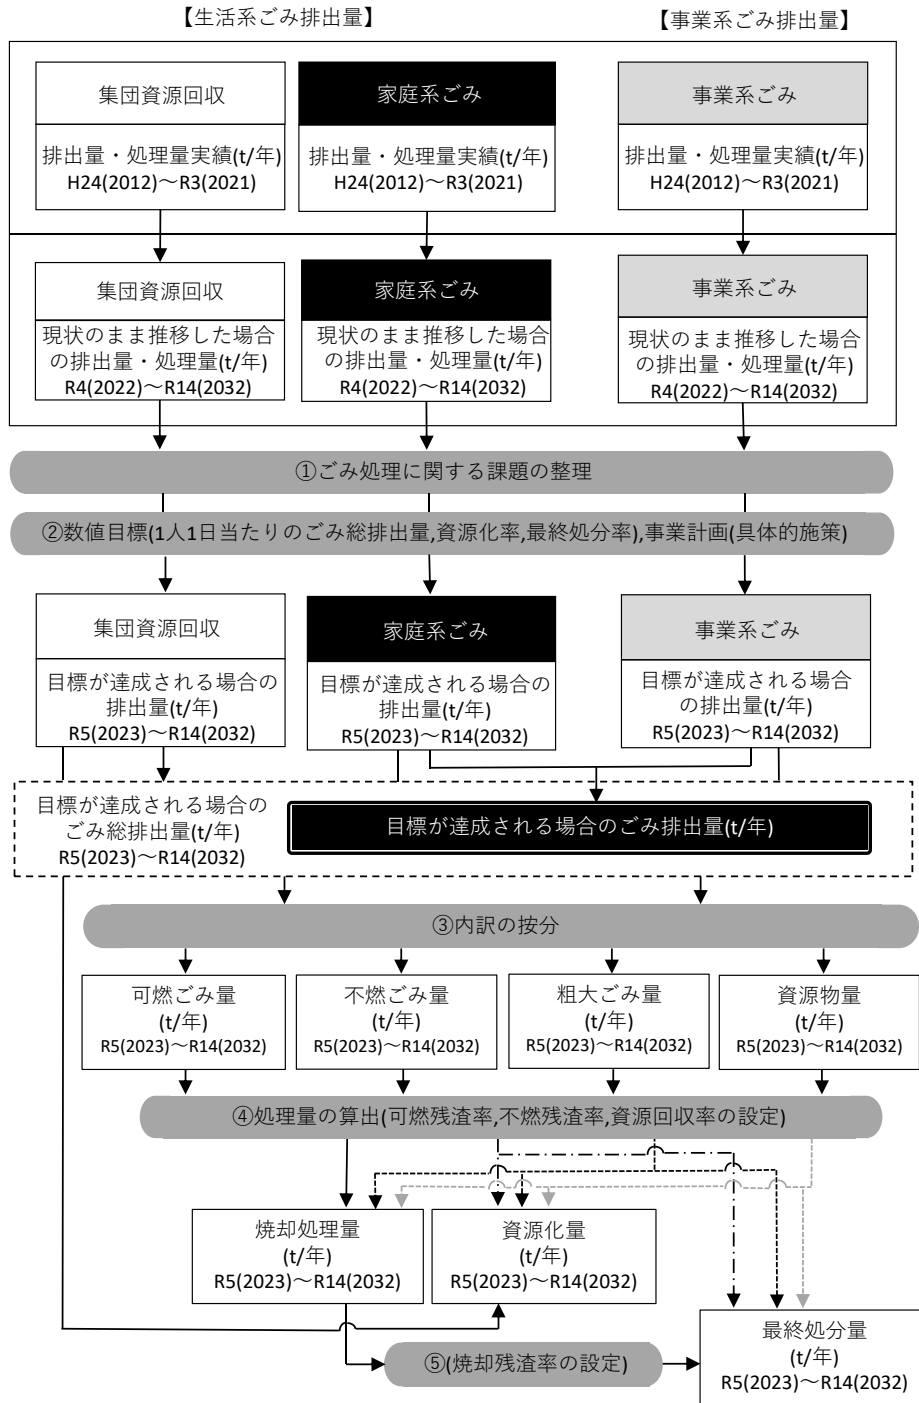 【生活系ごみ排出量】
【事業系ごみ排出量】
集団資源回収
家庭系ごみ
事業系ごみ
排出量・処理量実績(t/年)
H24(2012)～R3(2021)
排出量・処理量実績(t/年)
H24(2012)～R3(2021)
排出量・処理量実績(t/年)
H24(2012)～R3(2021)
集団資源回収
家庭系ごみ
事業系ごみ
現状のまま推移した場合
の排出量・処理量(t/年)
R4(2022)～R14(2032)
現状のまま推移した場合
の排出量・処理量(t/年)
R4(2022)～R14(2032)
現状のまま推移した場合
の排出量・処理量(t/年)
R4(2022)～R14(2032)
①ごみ処理に関する課題の整理
②数値目標(1人1日当たりのごみ総排出量,資源化率,最終処分率),事業計画(具体的施策)
集団資源回収
家庭系ごみ
事業系ごみ
目標が達成される場合の
排出量(t/年)
R5(2023)～R14(2032)
目標が達成される場合の
排出量(t/年)
R5(2023)～R14(2032)
目標が達成される場合
の排出量(t/年)
R5(2023)～R14(2032)
目標が達成される場合の
ごみ総排出量(t/年)
R5(2023)～R14(2032)
目標が達成される場合のごみ排出量(t/年)
③内訳の按分
可燃ごみ量
(t/年)
R5(2023)～R14(2032)
不燃ごみ量
(t/年)
R5(2023)～R14(2032)
粗大ごみ量
(t/年)
R5(2023)～R14(2032)
資源物量
(t/年)
R5(2023)～R14(2032)
④処理量の算出(可燃残渣率,不燃残渣率,資源回収率の設定)
焼却処理量
(t/年)
R5(2023)～R14(2032)
資源化量
(t/年)
R5(2023)～R14(2032)
最終処分量
(t/年)
R5(2023)～R14(2032)
⑤(焼却残渣率の設定)